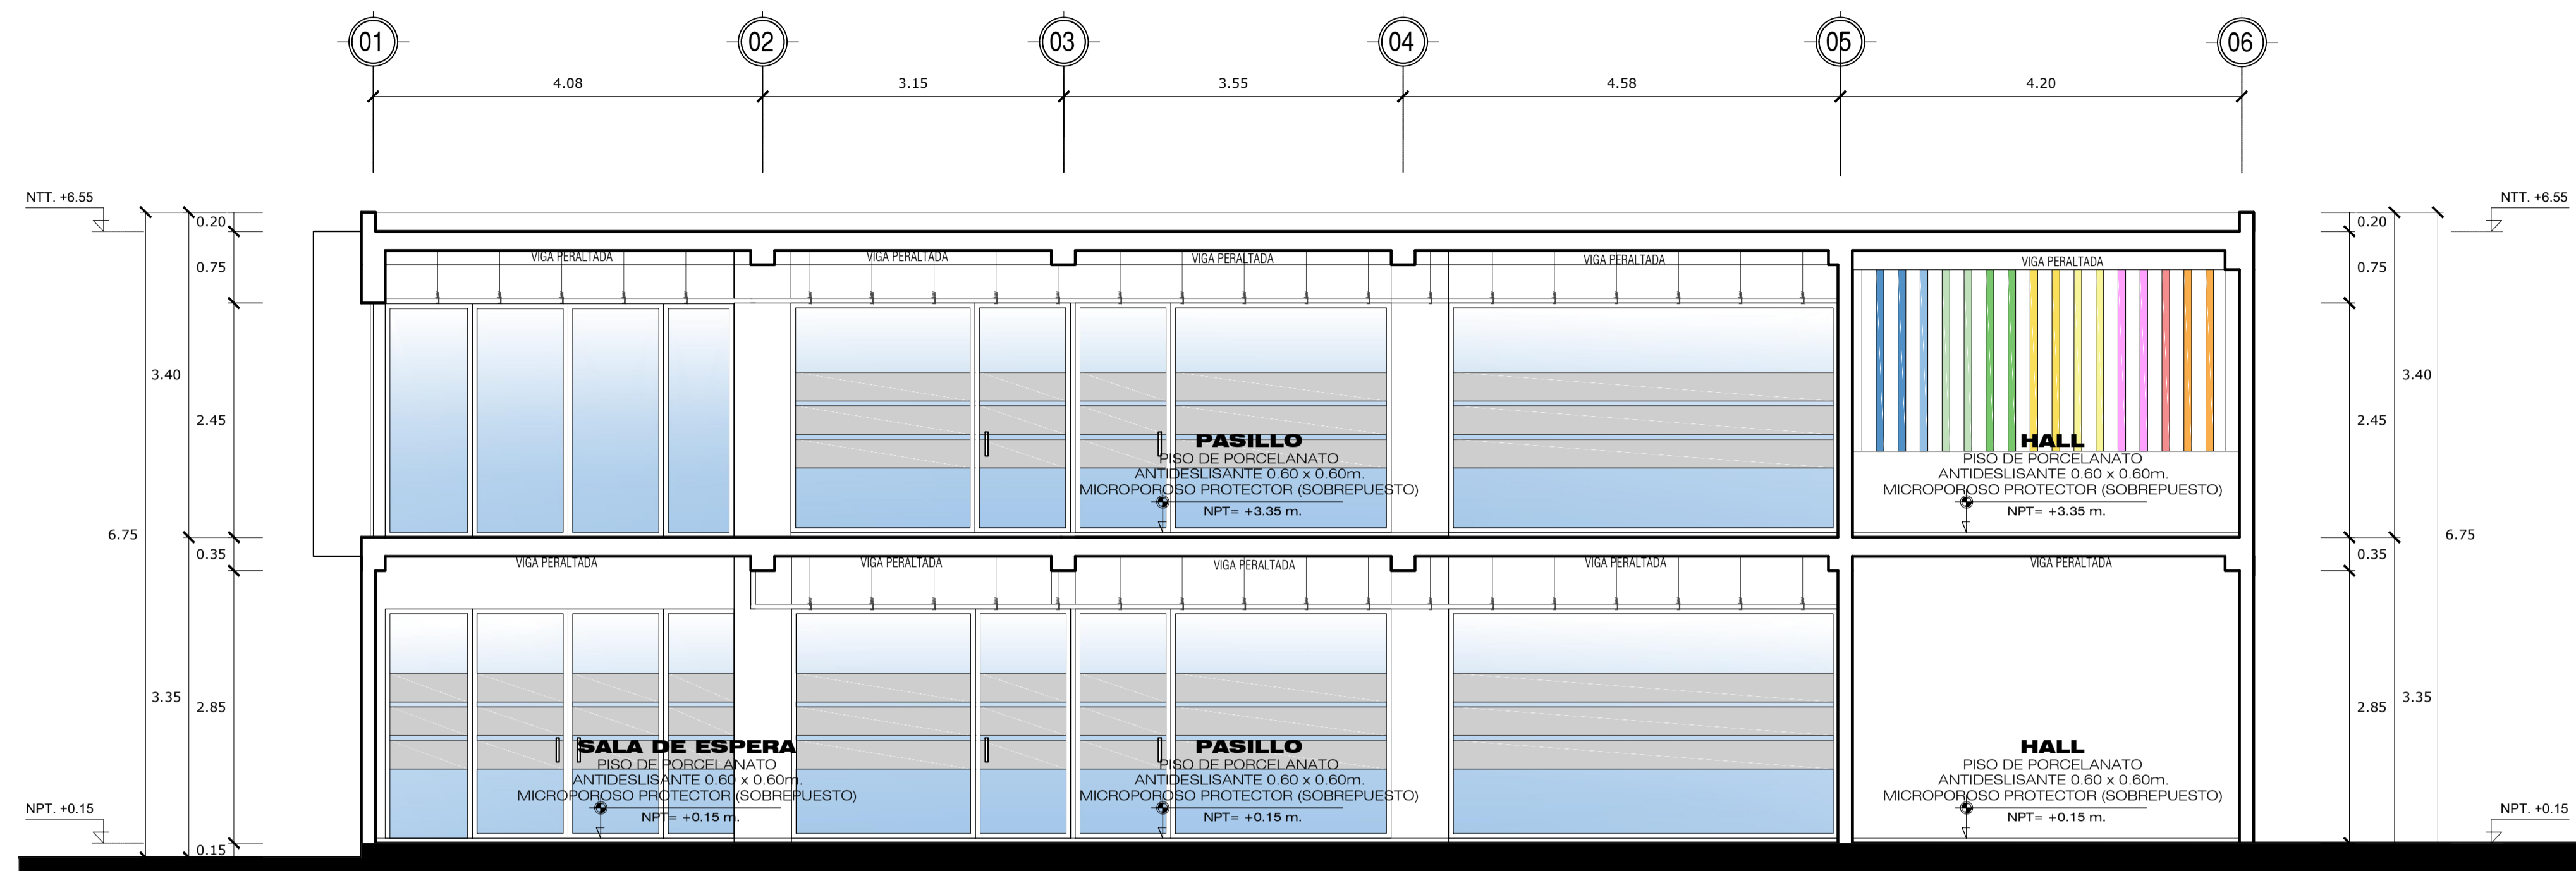 01
02
03
04
05
06
4.08
3.15
3.55
4.58
4.20
NTT. +6.55
NTT. +6.55
0.20
0.75
3.40
2.45
6.75
0.35
3.35
2.85
NPT. +0.15
0.15
VIGA PERALTADA
VIGA PERALTADA
VIGA PERALTADA
VIGA PERALTADA
VIGA PERALTADA
PASILLO
PISO DE PORCELANATO
ANTIDESLISANTE 0.60 x 0.60m.
MICROPOROSO PROTECTOR (SOBREPUESTO)
NPT= +3.35 m.
HALL
PISO DE PORCELANATO
ANTIDESLISANTE 0.60 x 0.60m.
MICROPOROSO PROTECTOR (SOBREPUESTO)
NPT= +3.35 m.
VIGA PERALTADA
VIGA PERALTADA
VIGA PERALTADA
VIGA PERALTADA
VIGA PERALTADA
SALA DE ESPERA
PISO DE PORCELANATO
ANTIDESLISANTE 0.60 x 0.60m.
MICROPOROSO PROTECTOR (SOBREPUESTO)
NPT= +0.15 m.
PASILLO
PISO DE PORCELANATO
ANTIDESLISANTE 0.60 x 0.60m.
MICROPOROSO PROTECTOR (SOBREPUESTO)
NPT= +0.15 m.
HALL
PISO DE PORCELANATO
ANTIDESLISANTE 0.60 x 0.60m.
MICROPOROSO PROTECTOR (SOBREPUESTO)
NPT= +0.15 m.
0.20
0.75
3.40
2.45
6.75
0.35
3.35
2.85
NPT. +0.15